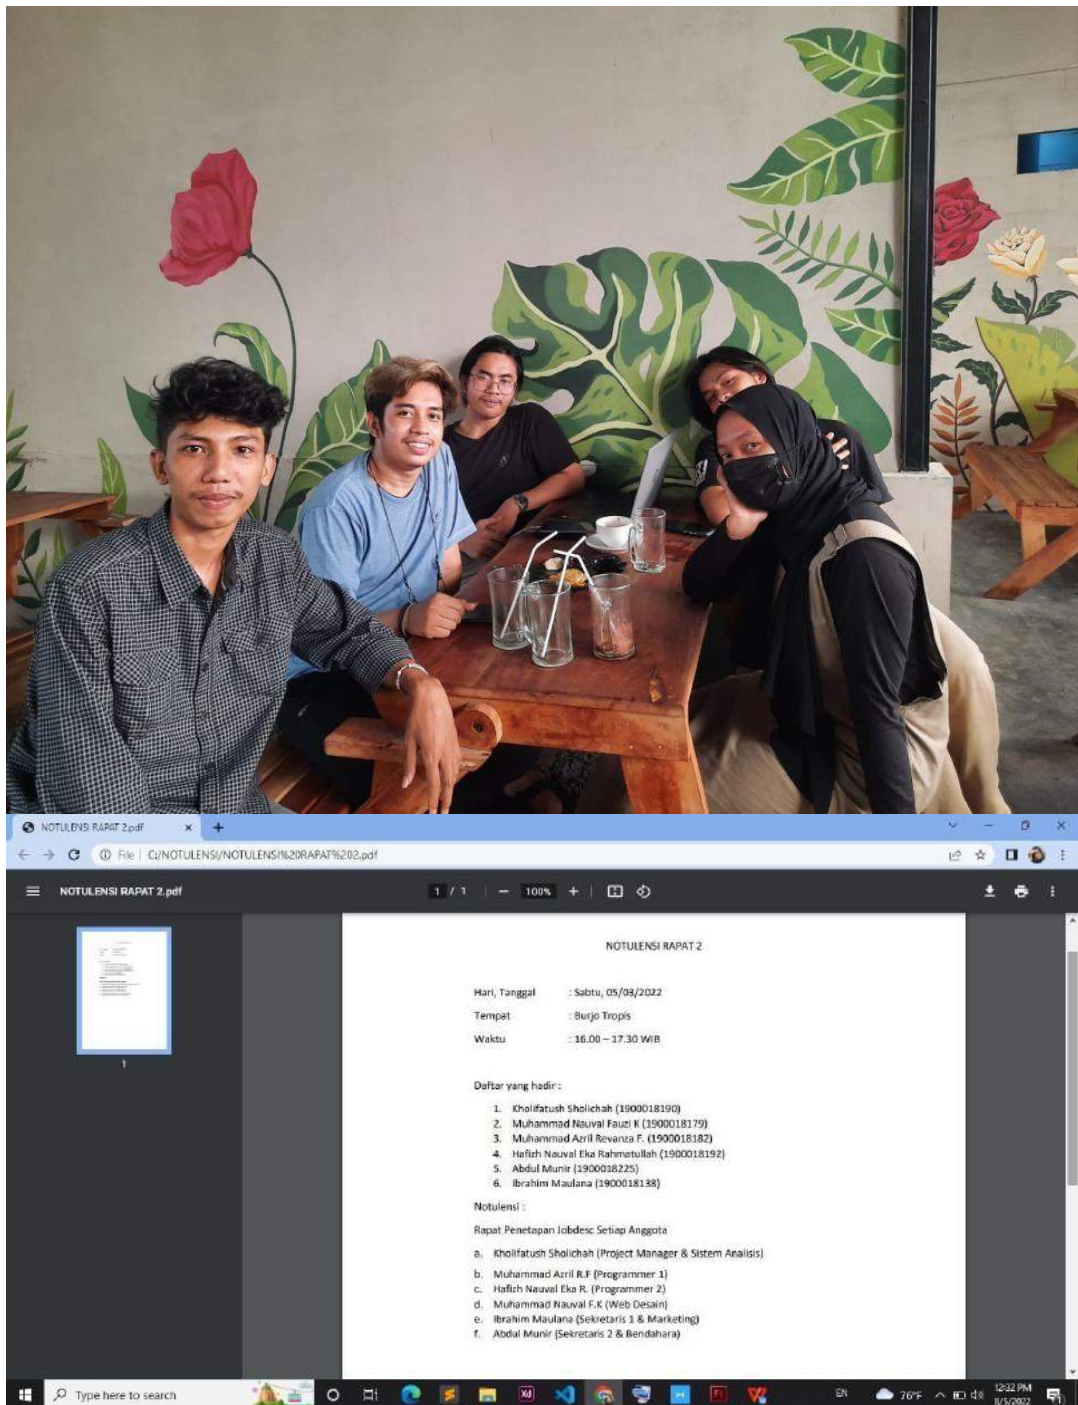 NOTULENSI RAPAT 2.pdf
File C:/NOTULENSI/NOTULENSI%20RAPAT%202.pdf
NOTULENSI RAPAT 2.pdf 1 / 1 100%
NOTULENSI RAPAT 2
Hari, Tanggal : Sabtu, 05/03/2022
Tempat : Burjo Tropis
Waktu : 16.00 – 17.30 WIB
1
Daftar yang hadir :
1. Kholifatush Sholichah (1900018190)
2. Muhammad Nauval Fauzi K (1900018179)
3. Muhammad Azril Revanza F. (1900018182)
4. Hafizh Nauval Eka Rahmatullah (1900018192)
5. Abdul Munir (1900018225)
6. Ibrahim Maulana (1900018138)
Notulensi :
Rapat Penetapan Jobdesc Setiap Anggota
a. Kholifatush Sholichah (Project Manager & Sistem Analisis)
b. Muhammad Azril R.F (Programmer 1)
c. Hafizh Nauval Eka R. (Programmer 2)
d. Muhammad Nauval F.K (Web Desain)
e. Ibrahim Maulana (Sekretaris 1 & Marketing)
f. Abdul Munir (Sekretaris 2 & Bendahara)
Type here to search Xd Fl EN 76°F 12:32 PM
8/5/2022